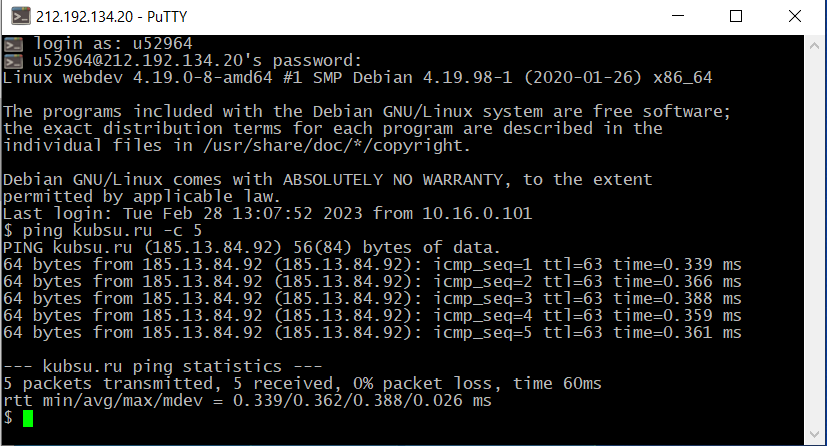 212.192.134.20 - PuTTY
login as: u52964
u52964@212.192.134.20's password:
Linux webdev 4.19.0-8-amd64 #1 SMP Debian 4.19.98-1 (2020-01-26) x86_64
The programs included with the Debian GNU/Linux system are free software;
the exact distribution terms for each program are described in the
individual files in /usr/share/doc/*/copyright.
Debian GNU/Linux comes with ABSOLUTELY NO WARRANTY, to the extent
permitted by applicable law.
Last login: Tue Feb 28 13:07:52 2023 from 10.16.0.101
$ ping kubsu.ru -c 5
PING kubsu.ru (185.13.84.92) 56(84) bytes of data.
64 bytes from 185.13.84.92 (185.13.84.92): icmp_seq=1 ttl=63 time=0.339 ms
64 bytes from 185.13.84.92 (185.13.84.92): icmp_seq=2 ttl=63 time=0.366 ms
64 bytes from 185.13.84.92 (185.13.84.92): icmp_seq=3 ttl=63 time=0.388 ms
64 bytes from 185.13.84.92 (185.13.84.92): icmp_seq=4 ttl=63 time=0.359 ms
64 bytes from 185.13.84.92 (185.13.84.92): icmp_seq=5 ttl=63 time=0.361 ms
--- kubsu.ru ping statistics ---
5 packets transmitted, 5 received, 0% packet loss, time 60ms
rtt min/avg/max/mdev = 0.339/0.362/0.388/0.026 ms
$